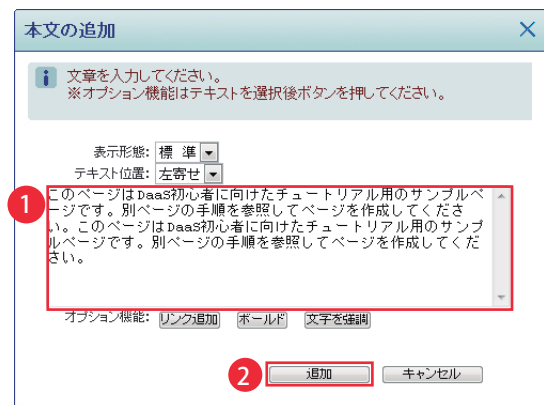 本文の追加
文章を入力してください。
※オプション機能はテキストを選択後ボタンを押してください。
表示形態: 標 準
テキスト位置: 左寄せ
1
このページはDaaS初心者に向けたチュートリアル用のサンプルペ
ージです。別ページの手順を参照してページを作成してくださ
い。このページはDaaS初心者に向けたチュートリアル用のサンプ
ルページです。別ページの手順を参照してページを作成してくだ
さい。
オプション機能: リンク追加 ボールド 文字を強調
2 追加 キャンセル